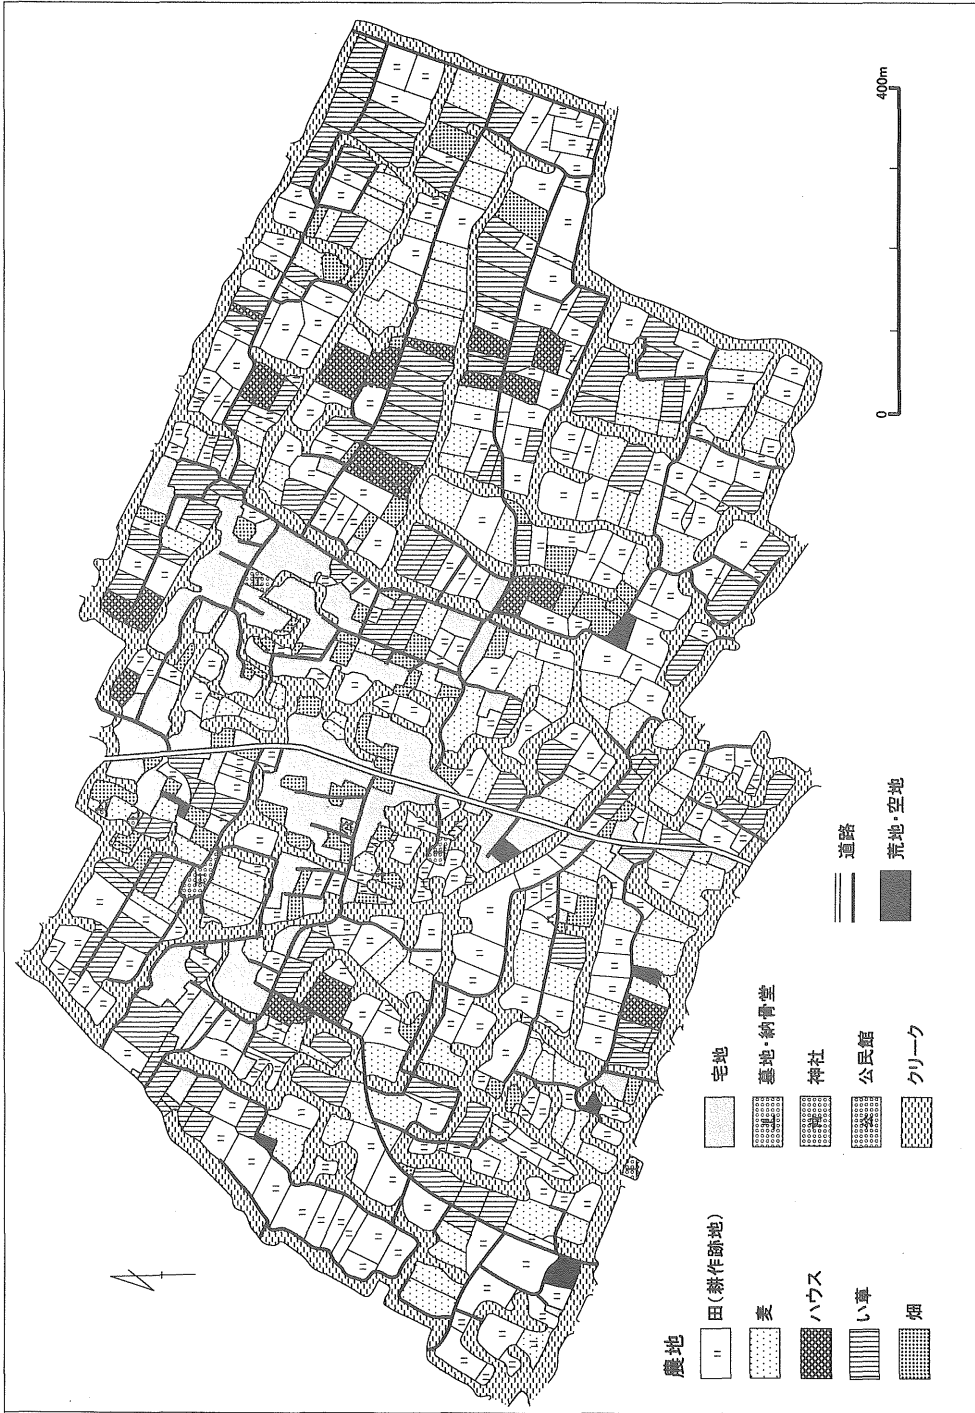 400m
0
農地
田(耕作跡地)
麦
ハウス
い草
畑
宅地
墓地・納骨堂
神社
公民館
クリーク
道路
荒地・空地